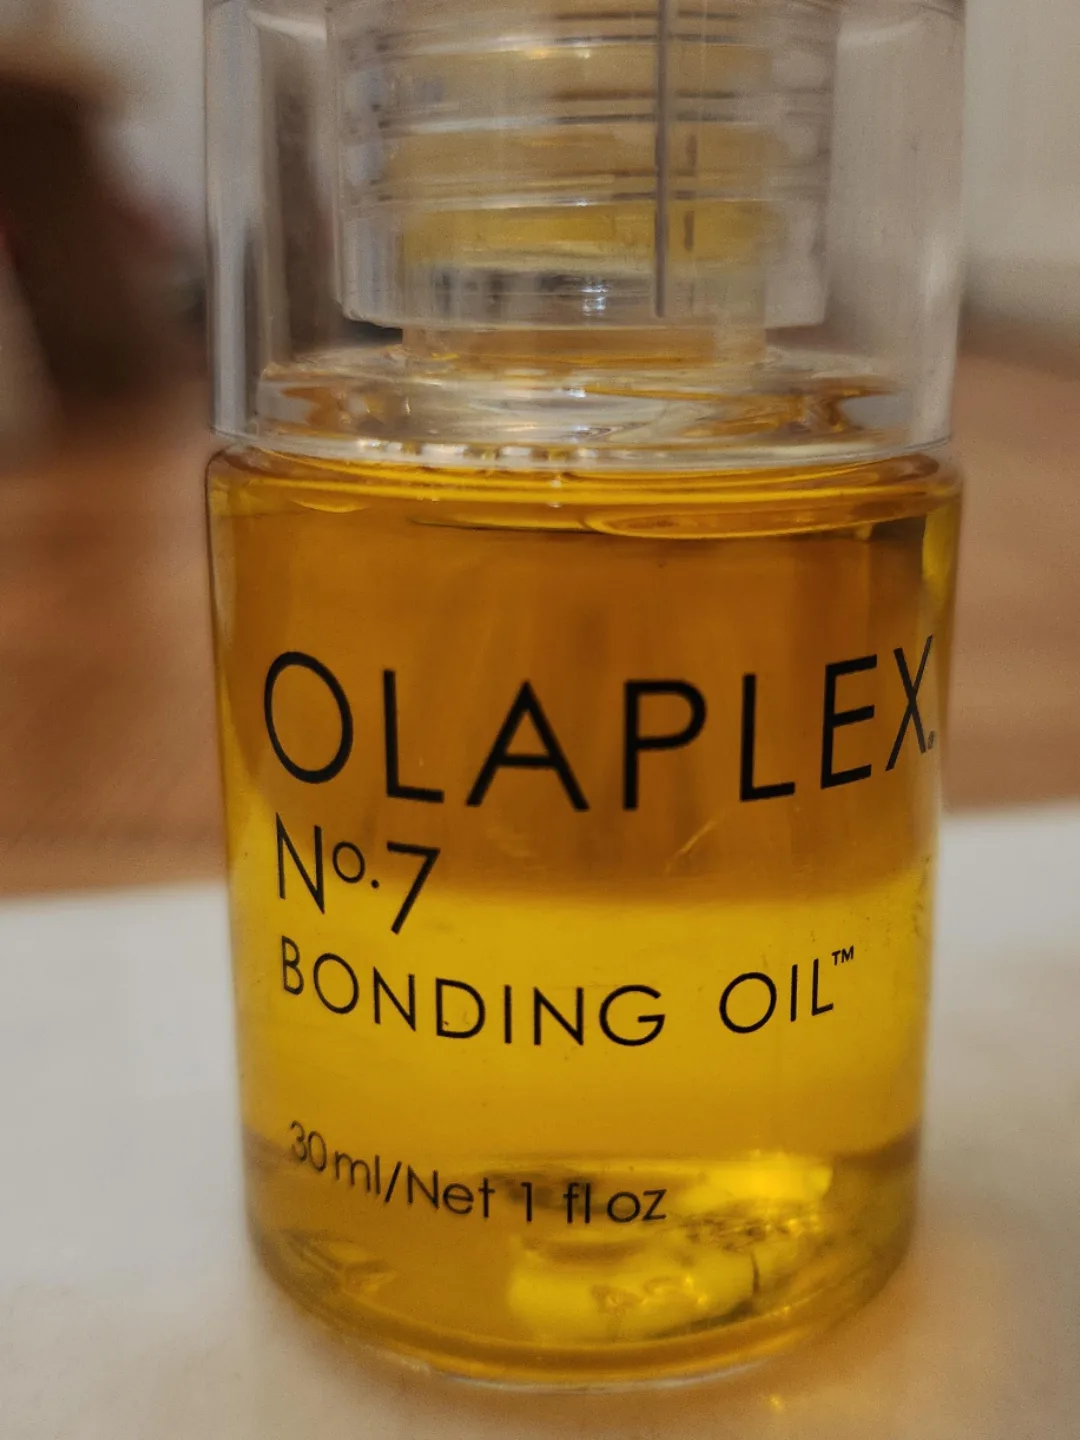 OLAPLEX®
Nº.7
BONDING OIL™
30ml/Net 1 fl oz